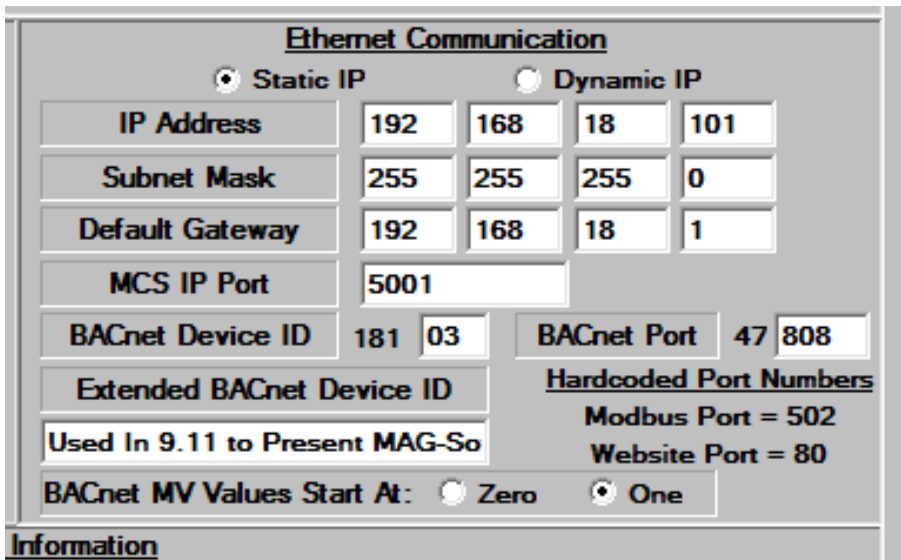 Ethernet Communication
Static IP Dynamic IP
IP Address 192 168 18 101
Subnet Mask 255 255 255 0
Default Gateway 192 168 18 1
MCS IP Port 5001
BACnet Device ID 181 03 BACnet Port 47 808
Extended BACnet Device ID
Hardcoded Port Numbers
Modbus Port = 502
Used In 9.11 to Present MAG-So
Website Port = 80
BACnet MV Values Start At: Zero One
Information